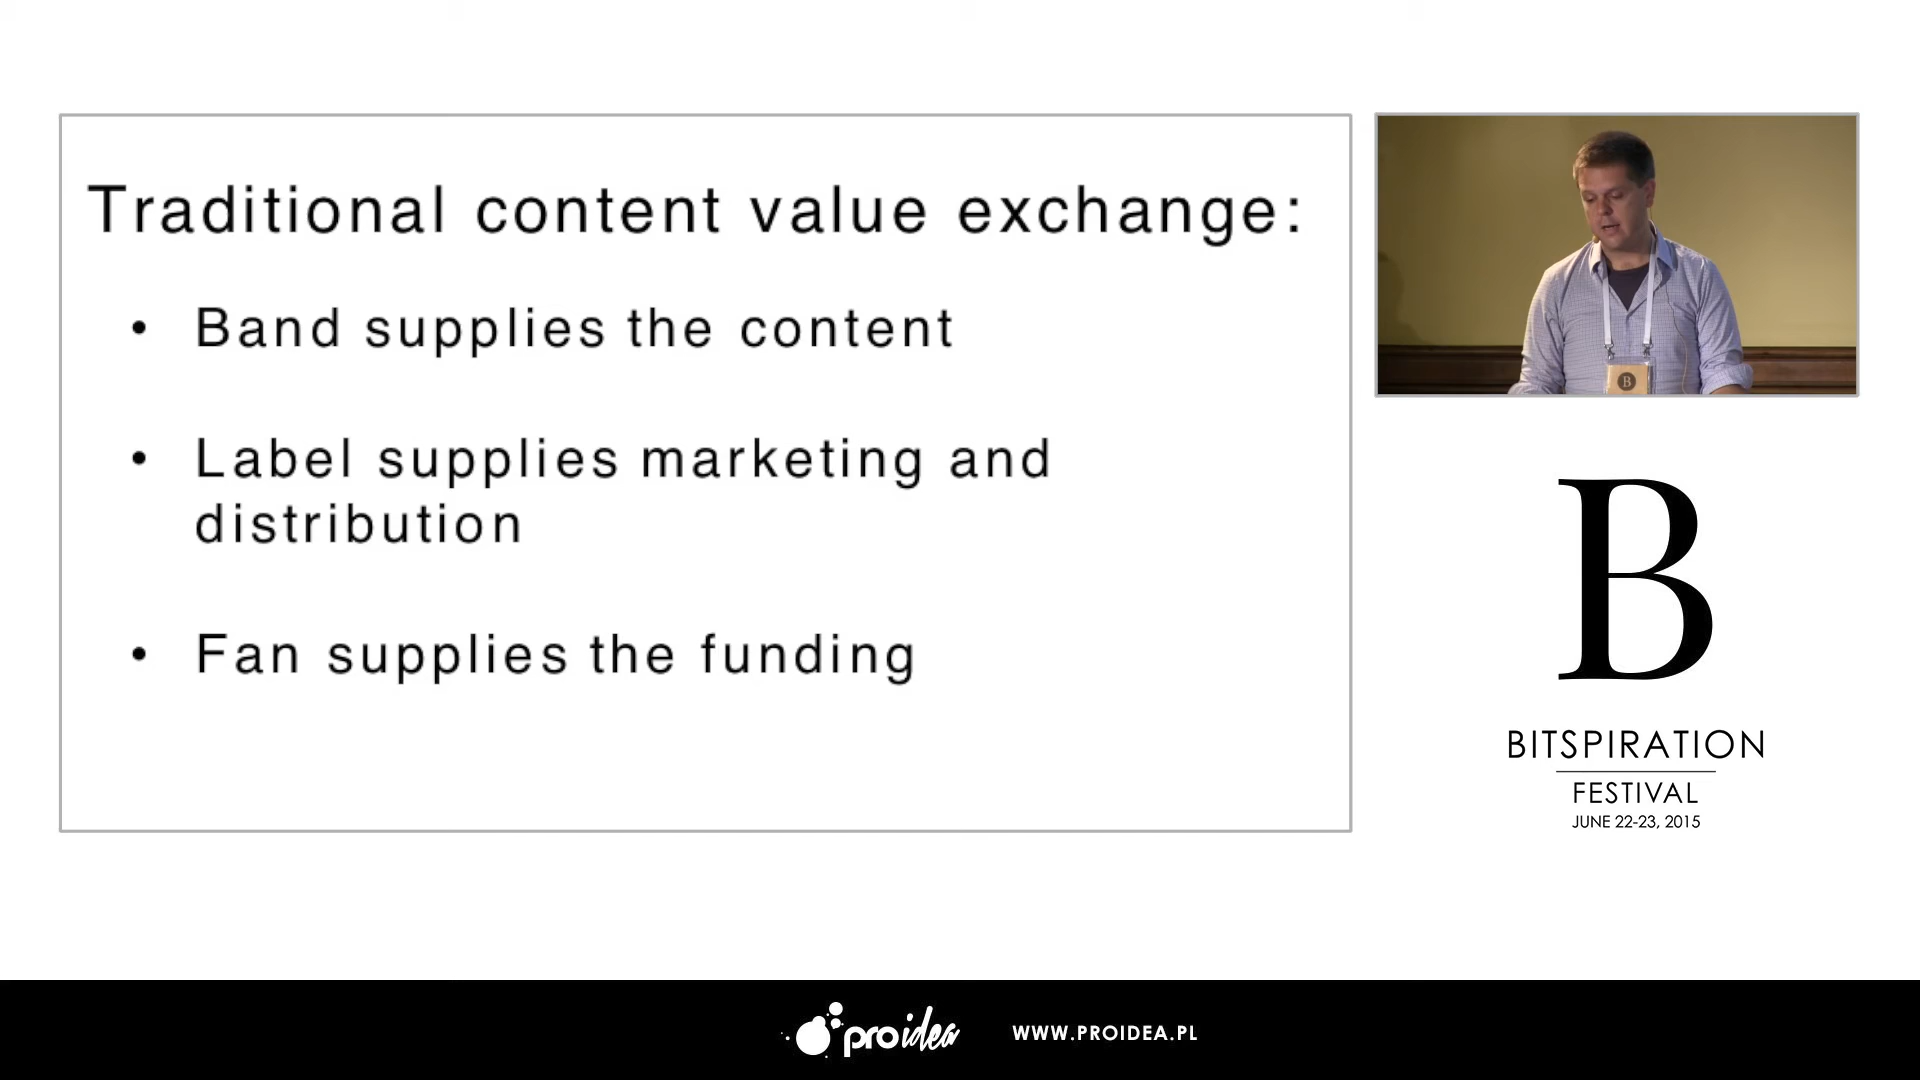 Traditional content value exchange:
• Band supplies the content
• Label supplies marketing and
distribution
• Fan supplies the funding
B
B
BITSPIRATION
FESTIVAL
JUNE 22-23, 2015
proidea
WWW.PROIDEA.PL